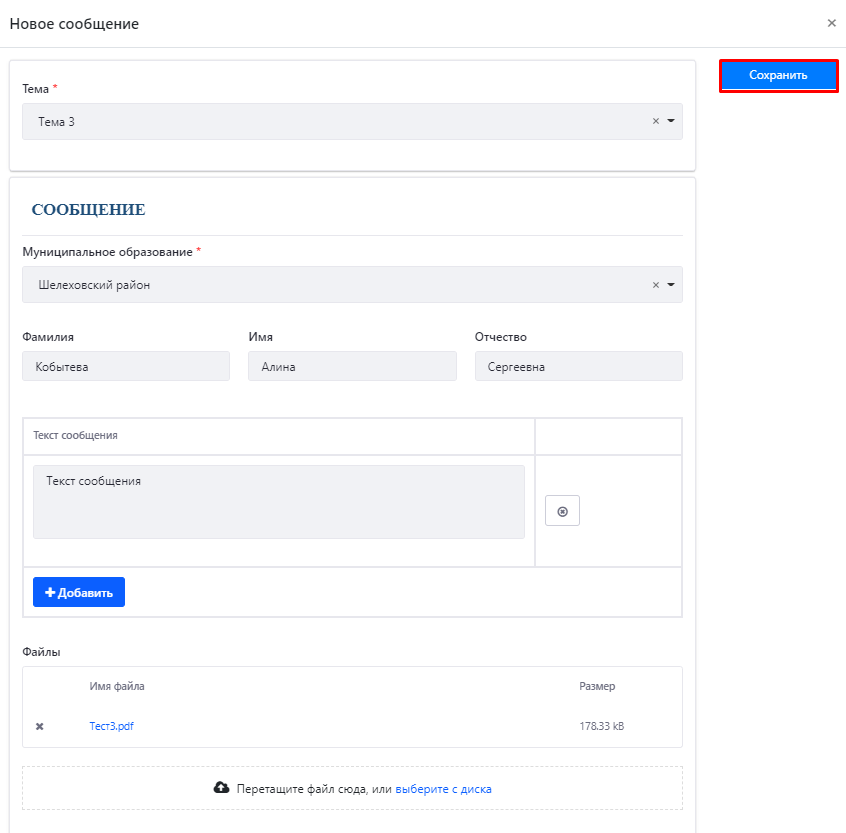 Новое сообщение
×
Сохранить
Тема *
Тема 3
×
СООБЩЕНИЕ
Муниципальное образование *
Шелеховский район
×
Фамилия Имя Отчество
Кобытева Алина Сергеевна
Текст сообщения
Текст сообщения
Добавить
Файлы
Имя файла Размер
Тест3.pdf 178.33 kB
Перетащите файл сюда, или выберите с диска